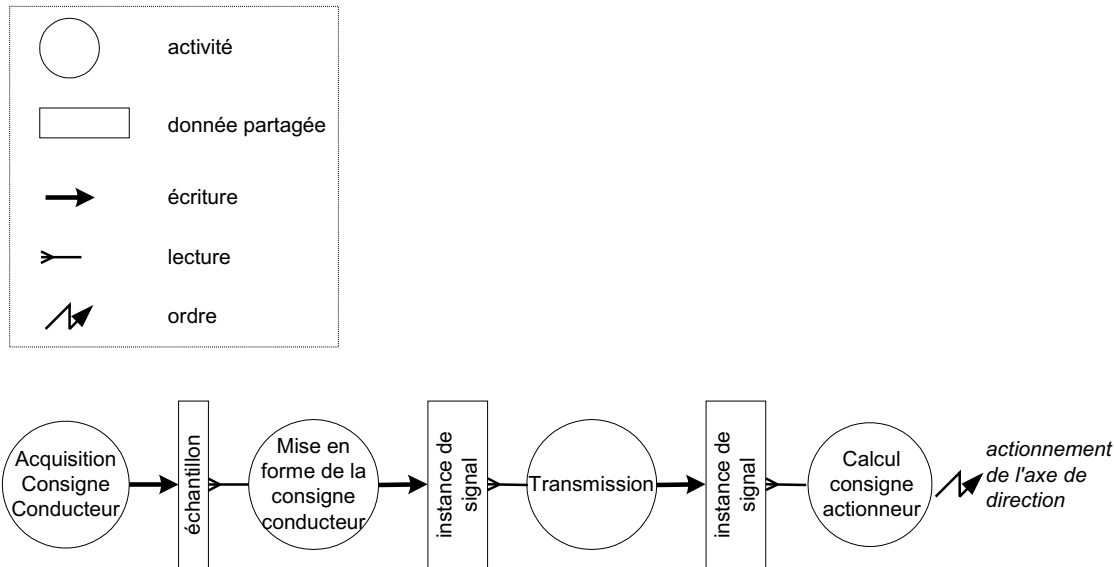 activité
donnée partagée
écriture
lecture
ordre
Acquisition
Consigne
Conducteur
échantillon
Mise en
forme de la
consigne
conducteur
instance de
signal
Transmission
instance de
signal
Calcul
consigne
actionneur
actionnement
de l'axe de
direction